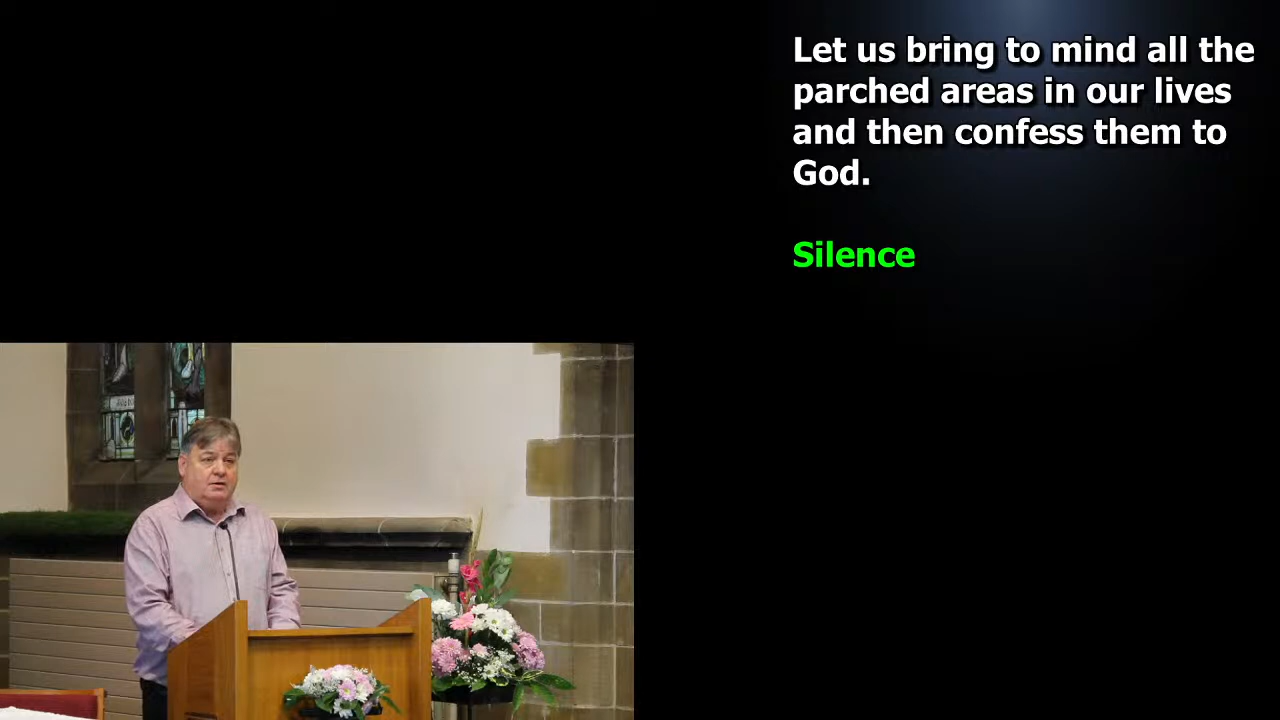 Let us bring to mind all the
parched areas in our lives
and then confess them to
God.
Silence